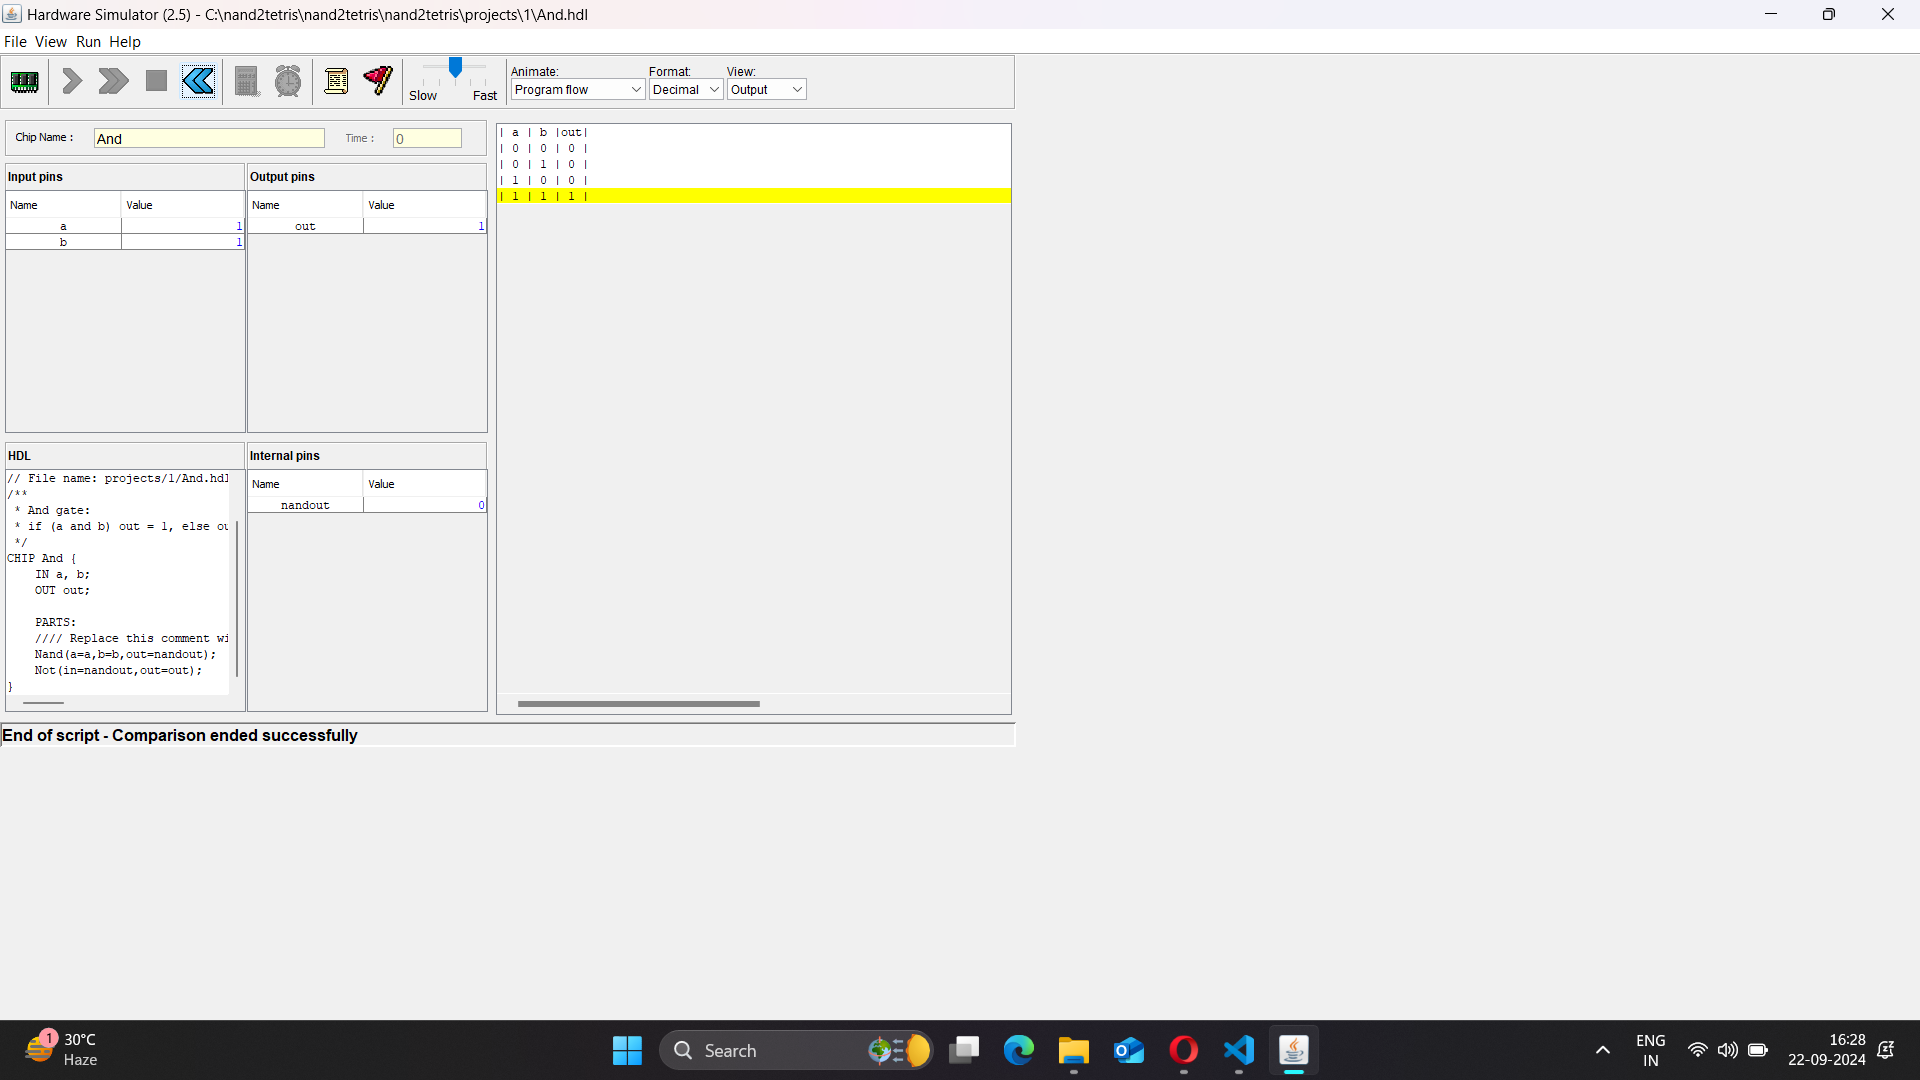 Hardware Simulator (2.5) - C:\nand2tetris\nand2tetris\nand2tetris\projects\1\And.hdl
File View Run Help
Slow Fast
Animate:
Program flow
Format:
Decimal
View:
Output
Chip Name :
And
Time :
0
Input pins
Name Value
a 1
b 1
Output pins
Name Value
out 1
HDL
// File name: projects/1/And.hdl
/**
 * And gate:
 * if (a and b) out = 1, else ou
 */
CHIP And {
    IN a, b;
    OUT out;
    PARTS:
    //// Replace this comment wi
    Nand(a=a,b=b,out=nandout);
    Not(in=nandout,out=out);
}
Internal pins
Name Value
nandout 0
| a | b |out|
| 0 | 0 | 0 |
| 0 | 1 | 0 |
| 1 | 0 | 0 |
| 1 | 1 | 1 |
End of script - Comparison ended successfully
1
30°C
Haze
Search
ENG
IN
16:28
22-09-2024